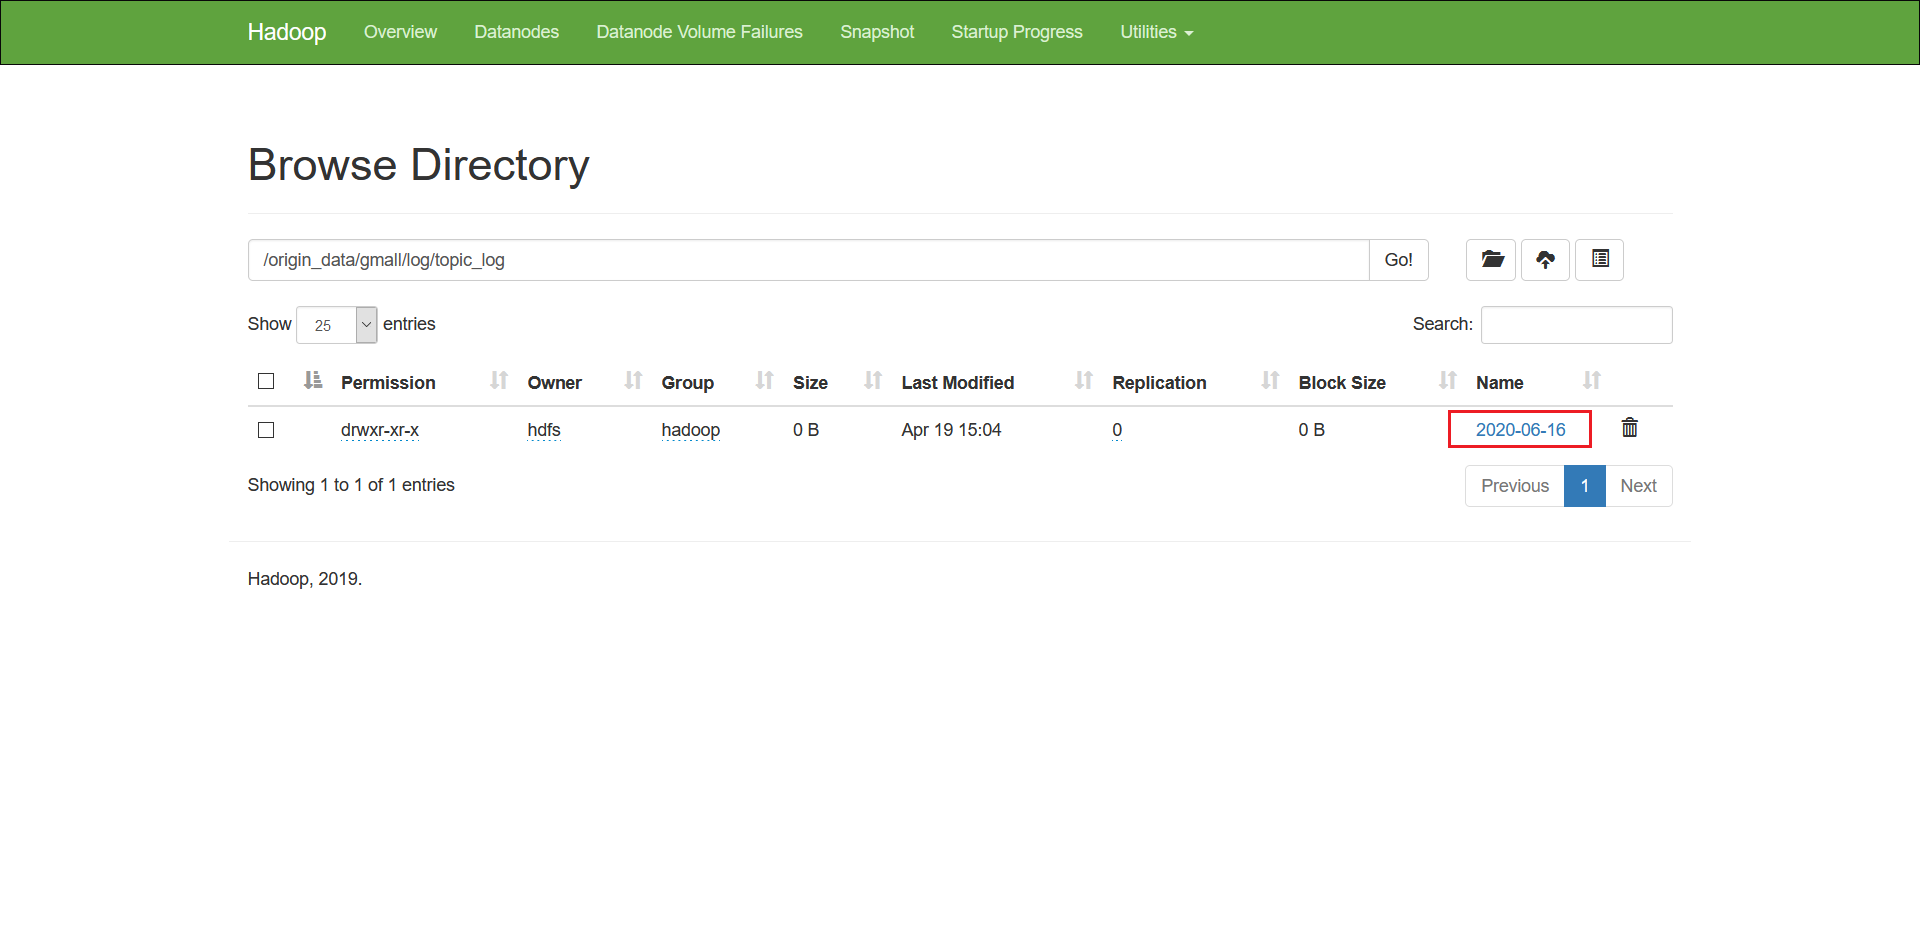 Hadoop Overview Datanodes Datanode Volume Failures Snapshot Startup Progress Utilities
Browse Directory
/origin_data/gmall/log/topic_log Go!
Show 25 entries Search:
Permission Owner Group Size Last Modified Replication Block Size Name
drwxr-xr-x hdfs hadoop 0 B Apr 19 15:04 0 0 B 2020-06-16
Showing 1 to 1 of 1 entries Previous 1 Next
Hadoop, 2019.